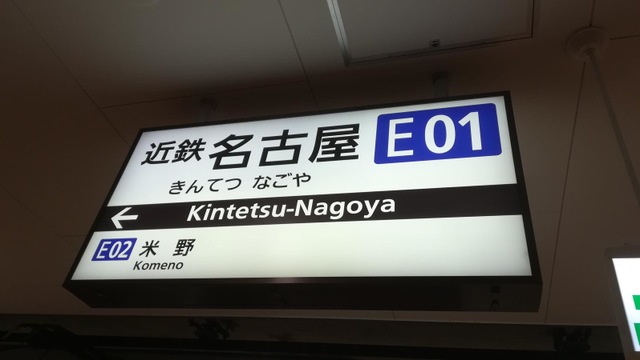 近鉄名古屋 E01
きんてつ なごや
← Kintetsu-Nagoya
E02 米野
Komeno